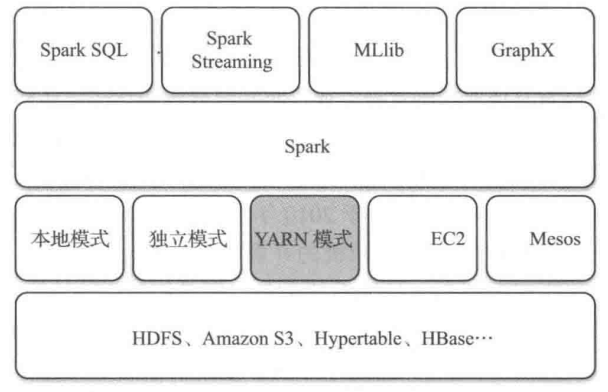 Spark SQL
Spark
Streaming
MLlib
GraphX
Spark
本地模式
独立模式
YARN 模式
EC2
Mesos
HDFS、Amazon S3、Hypertable、HBase…